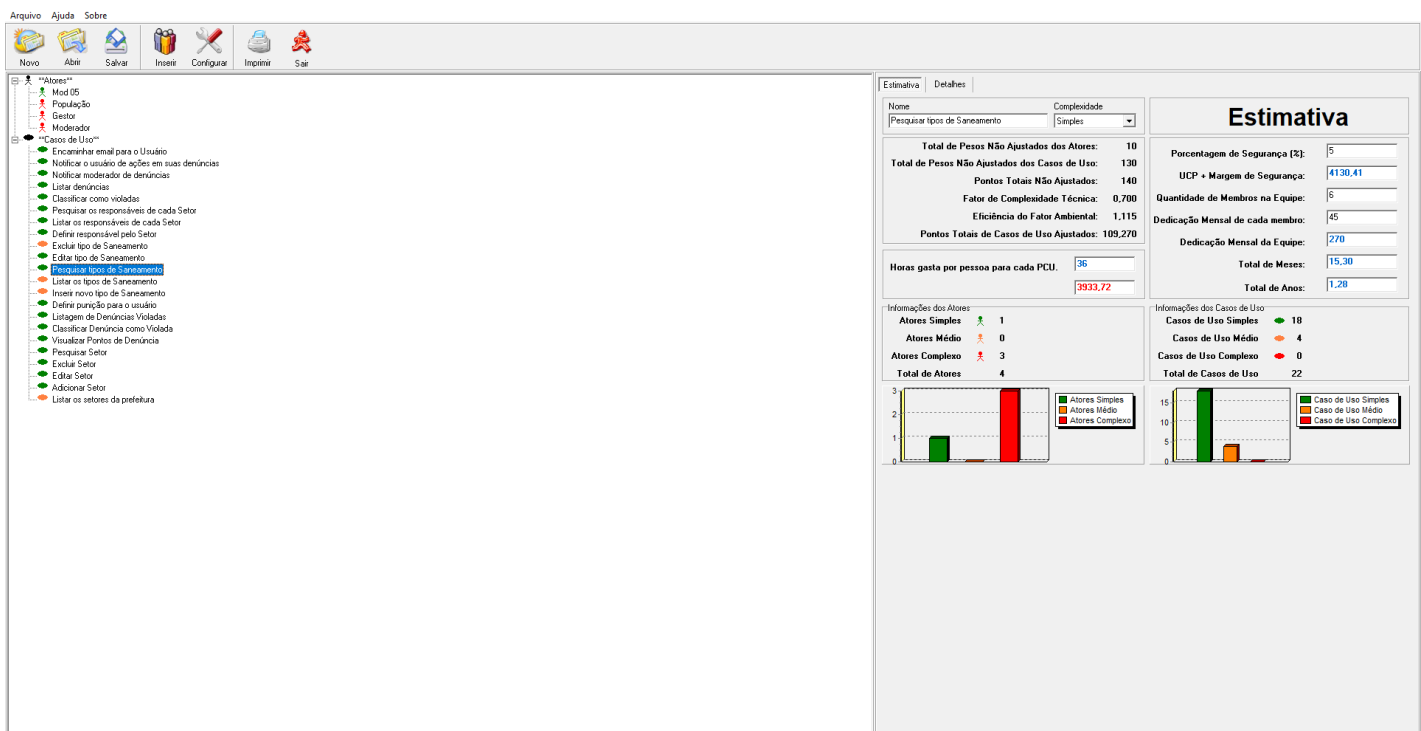 Arquivo Ajuda Sobre
Novo Abrir Salvar Inserir Configurar Imprimir Sair
**Atores**
Mod 05
População
Gestor
Moderador
**Casos de Uso**
Encaminhar email para o Usuário
Notificar o usuário de ações em suas denúncias
Notificar moderador de denúncias
Listar denúncias
Classificar como violadas
Pesquisar os responsáveis de cada Setor
Listar os responsáveis de cada Setor
Definir responsável pelo Setor
Excluir tipo de Saneamento
Editar tipo de Saneamento
Pesquisar tipos de Saneamento
Listar os tipos de Saneamento
Inserir novo tipo de Saneamento
Definir punição para o usuário
Listagem de Denúncias Violadas
Classificar Denúncia como Violada
Visualizar Pontos de Denúncia
Pesquisar Setor
Excluir Setor
Editar Setor
Adicionar Setor
Listar os setores da prefeitura
Estimativa Detalhes
Nome Complexidade
Pesquisar tipos de Saneamento Simples
Total de Pesos Não Ajustados dos Atores: 10
Total de Pesos Não Ajustados dos Casos de Uso: 130
Pontos Totais Não Ajustados: 140
Fator de Complexidade Técnica: 0,700
Eficiência do Fator Ambiental: 1,115
Pontos Totais de Casos de Uso Ajustados: 109,270
Horas gasta por pessoa para cada PCU. 36
3933,72
Estimativa
Porcentagem de Segurança (%): 5
UCP + Margem de Segurança: 4130,41
Quantidade de Membros na Equipe: 6
Dedicação Mensal de cada membro: 45
Dedicação Mensal da Equipe: 270
Total de Meses: 15,30
Total de Anos: 1,28
Informações dos Atores
Atores Simples 1
Atores Médio 0
Atores Complexo 3
Total de Atores 4
Informações dos Casos de Uso
Casos de Uso Simples 18
Casos de Uso Médio 4
Casos de Uso Complexo 0
Total de Casos de Uso 22
3
2
1
0
Atores Simples
Atores Médio
Atores Complexo
15
10
5
0
Caso de Uso Simples
Caso de Uso Médio
Caso de Uso Complexo